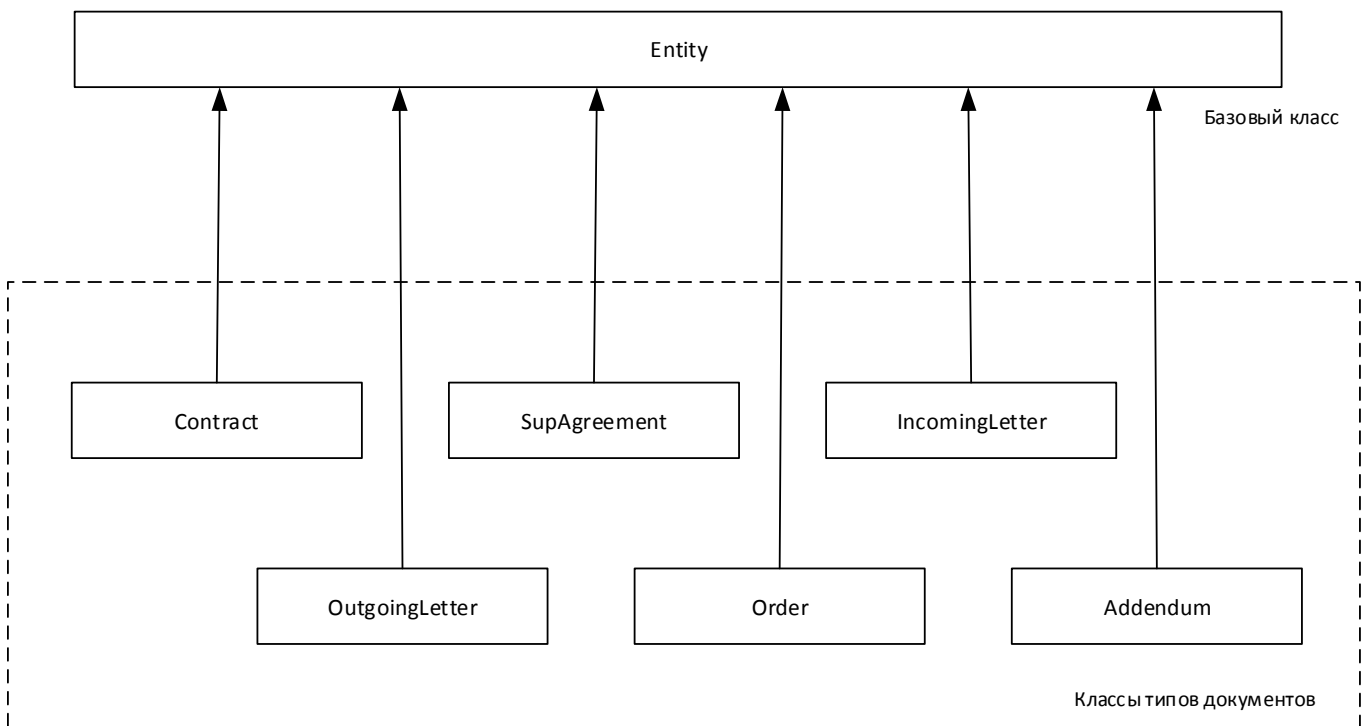 Entity
Базовый класс
Contract
SupAgreement
IncomingLetter
OutgoingLetter
Order
Addendum
Классы типов документов